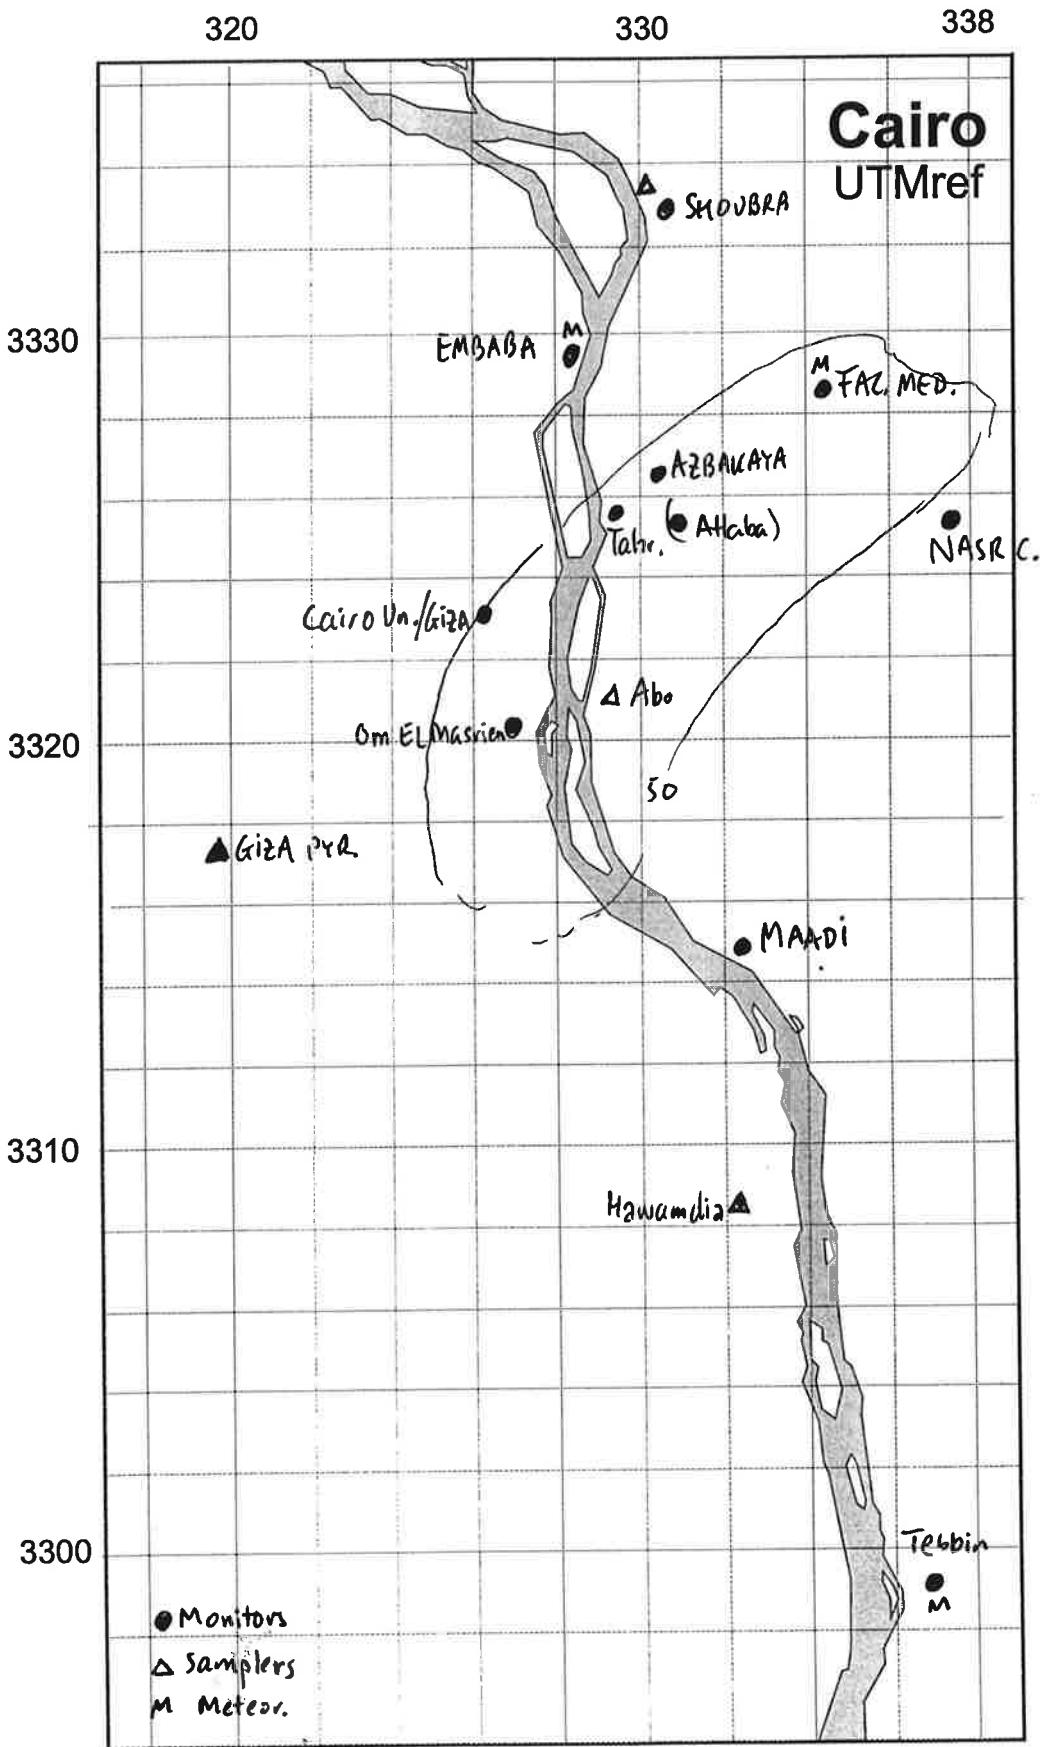 320 330 338
Cairo
UTMref
SHOUBRA
3330
M
EMBABA
M
FAZ. MED.
AZBAKAYA
Tahr.
(Attaba)
NASR C.
Cairo Un./GIZA
Abo
Om EL Masrien
3320
50
GIZA PYR.
MAADI
3310
Hawamdia
3300
Tebbin
M
Monitors
Samplers
M Meteor.